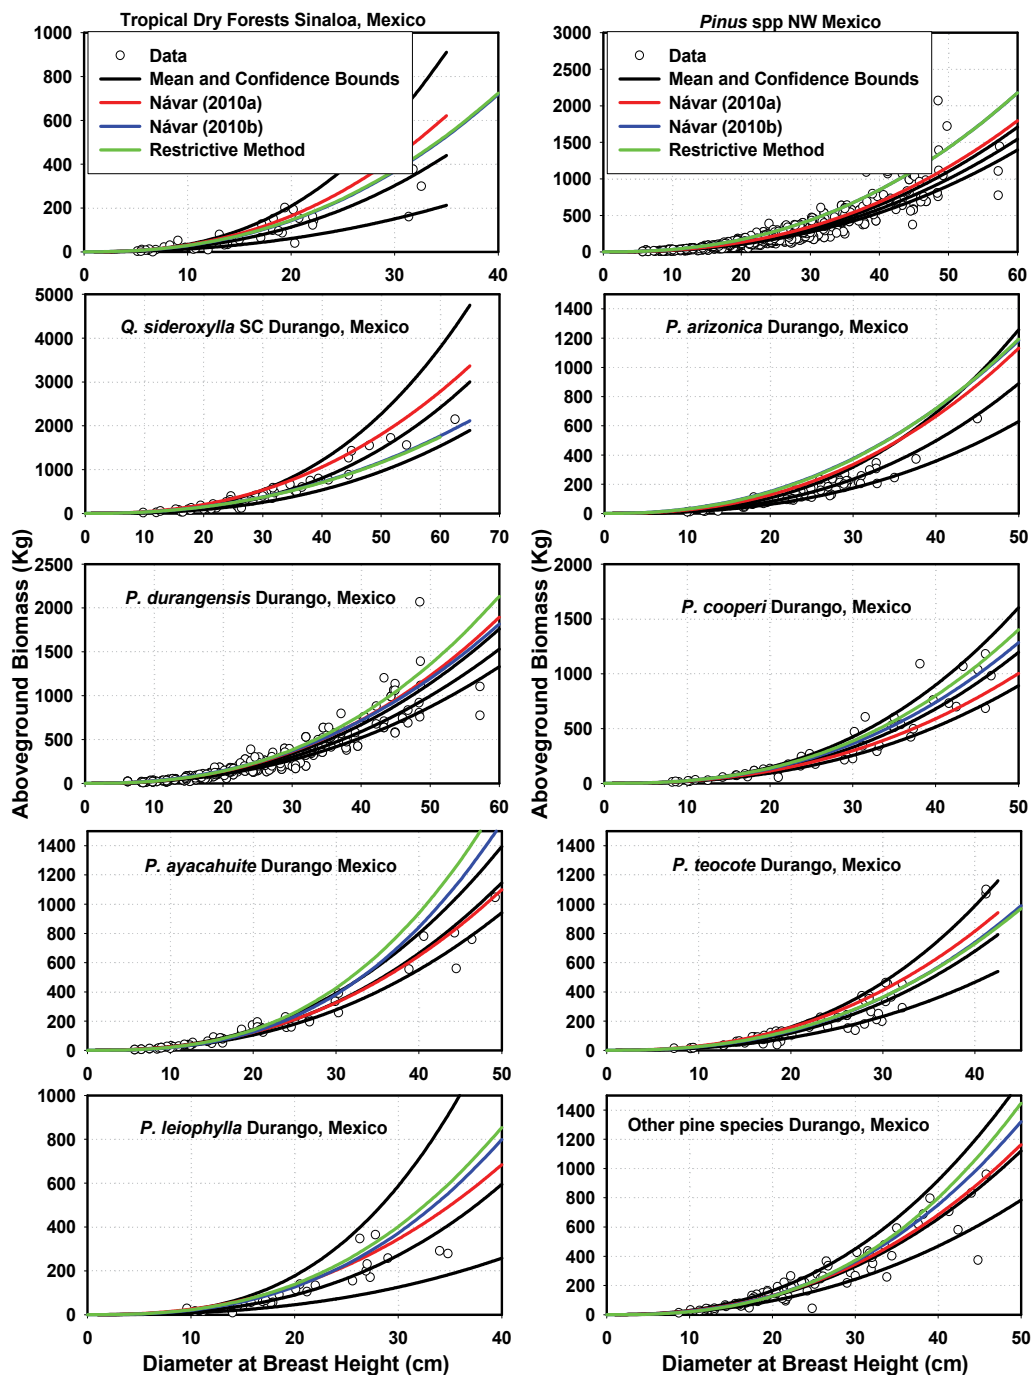 Tropical Dry Forests Sinaloa, Mexico
1000
800
600
400
200
0
Data
Mean and Confidence Bounds
Návar (2010a)
Návar (2010b)
Restrictive Method
0 10 20 30 40
Pinus spp NW Mexico
3000
2500
2000
1500
1000
500
0
Data
Mean and Confidence Bounds
Návar (2010a)
Návar (2010b)
Restrictive Method
0 10 20 30 40 50 60
Q. sideroxylla SC Durango, Mexico
5000
4000
3000
2000
1000
0
0 10 20 30 40 50 60 70
P. arizonica Durango, Mexico
1400
1200
1000
800
600
400
200
0
0 10 20 30 40 50
Aboveground Biomass (Kg)
P. durangensis Durango, Mexico
2500
2000
1500
1000
500
0
0 10 20 30 40 50 60
Aboveground Biomass (Kg)
P. cooperi Durango, Mexico
2000
1500
1000
500
0
0 10 20 30 40 50
P. ayacahuite Durango Mexico
1400
1200
1000
800
600
400
200
0
0 10 20 30 40 50
P. teocote Durango, Mexico
1400
1200
1000
800
600
400
200
0
0 10 20 30 40
P. leiophylla Durango, Mexico
1000
800
600
400
200
0
0 10 20 30 40
Diameter at Breast Height (cm)
Other pine species Durango, Mexico
1400
1200
1000
800
600
400
200
0
0 10 20 30 40 50
Diameter at Breast Height (cm)